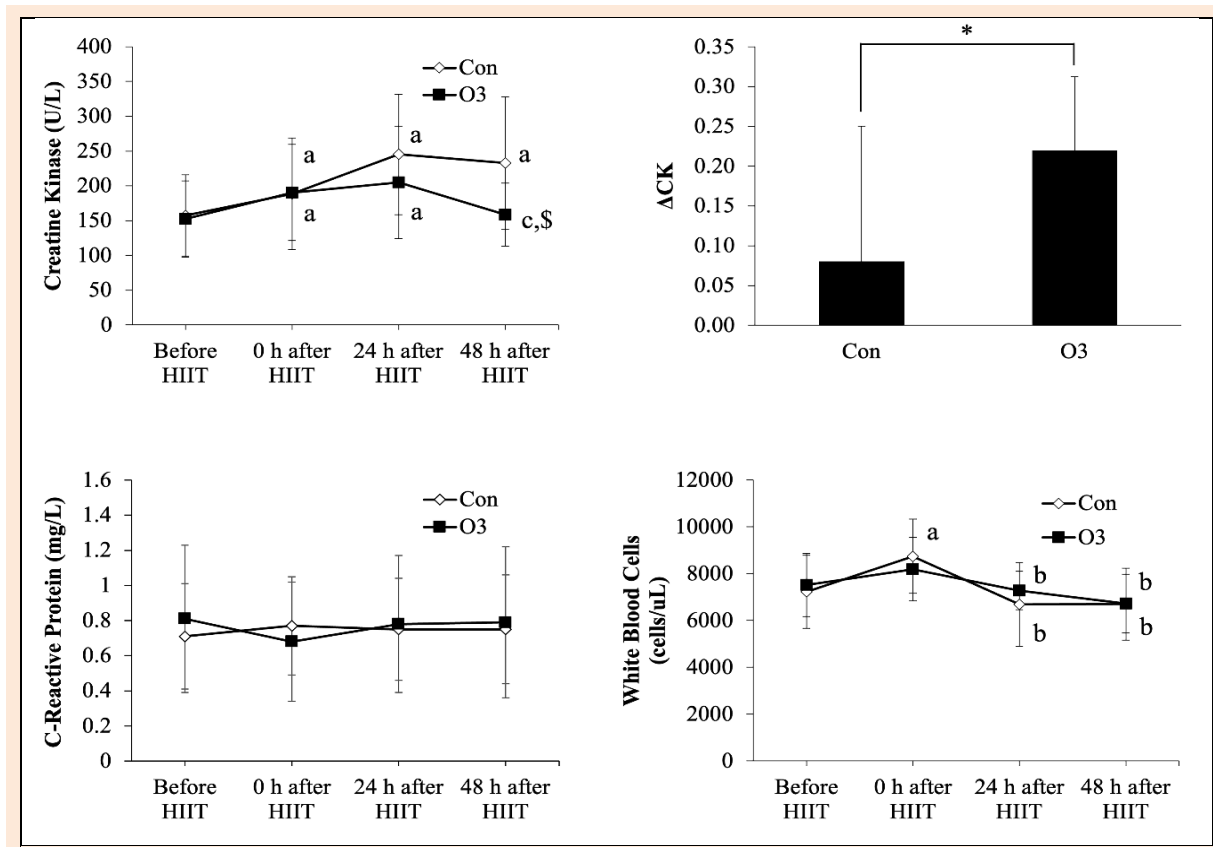 Creatine Kinase (U/L)
400
350
300
250
200
150
100
50
0
Con
O3
a
a
a
a
a
c,$
Before HIIT
0 h after HIIT
24 h after HIIT
48 h after HIIT
ΔCK
0.35
0.30
0.25
0.20
0.15
0.10
0.05
0.00
*
Con
O3
C-Reactive Protein (mg/L)
1.6
1.4
1.2
1
0.8
0.6
0.4
0.2
0
Con
O3
Before HIIT
0 h after HIIT
24 h after HIIT
48 h after HIIT
White Blood Cells
(cells/uL)
12000
10000
8000
6000
4000
2000
0
Con
O3
a
b
b
b
b
Before HIIT
0 h after HIIT
24 h after HIIT
48 h after HIIT